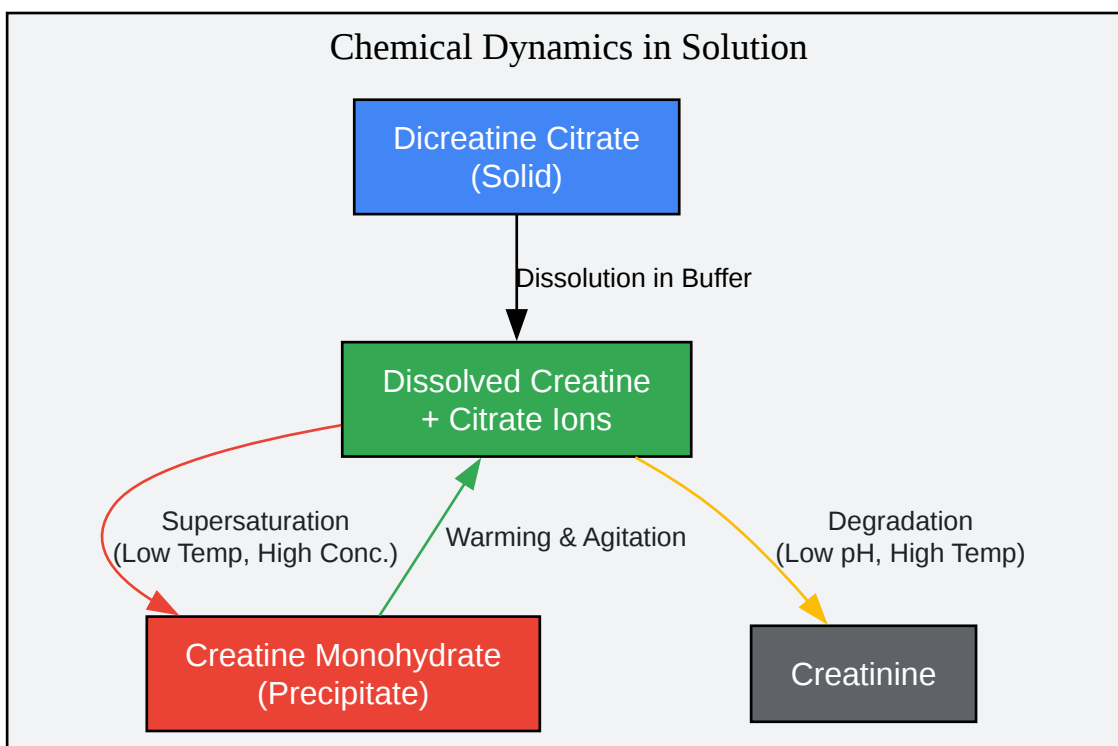 Chemical Dynamics in Solution
Dicreatine Citrate
(Solid)
Dissolution in Buffer
Dissolved Creatine
+ Citrate Ions
Supersaturation
(Low Temp, High Conc.)
Warming & Agitation
Degradation
(Low pH, High Temp)
Creatine Monohydrate
(Precipitate)
Creatinine